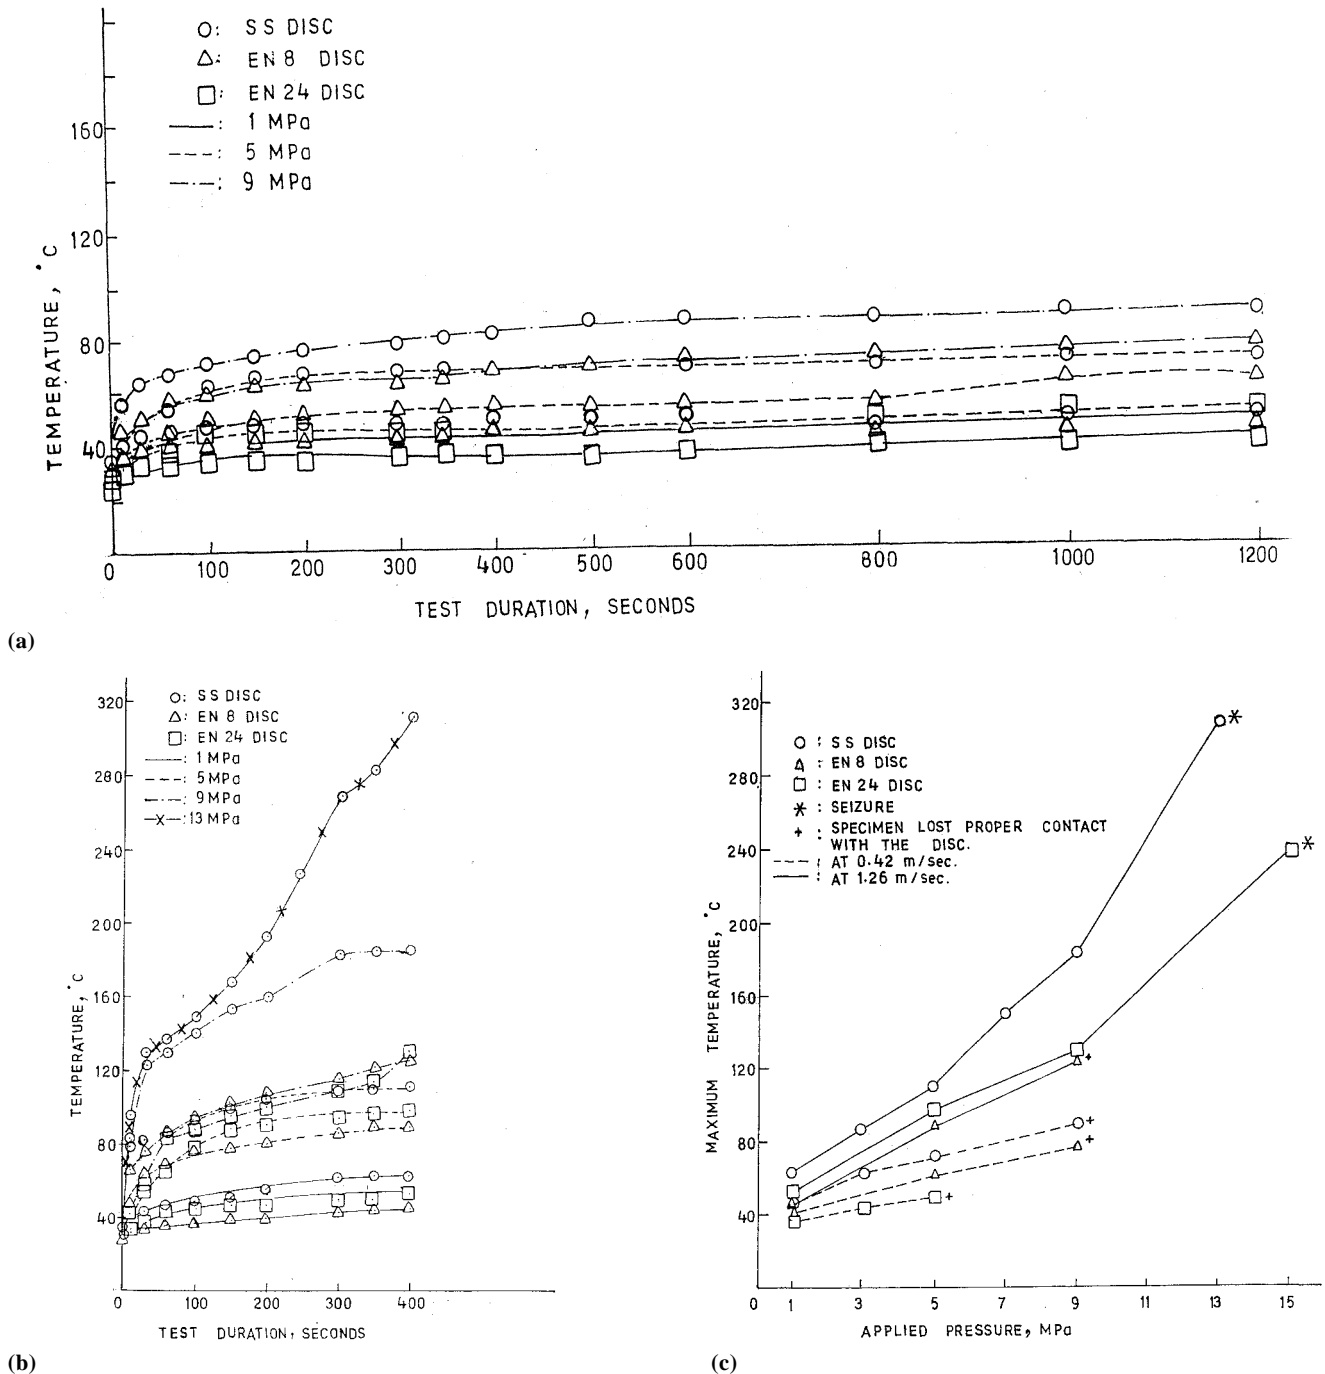 ○: SS DISC
△: EN 8 DISC
□: EN 24 DISC
———: 1 MPa
-----: 5 MPa
—·—·—: 9 MPa
160
120
80
40
TEMPERATURE, °C
0 100 200 300 400 500 600 800 1000 1200
TEST DURATION, SECONDS
(a)
○: SS DISC
△: EN 8 DISC
□: EN 24 DISC
———: 1 MPa
-----: 5 MPa
—·—·—: 9 MPa
—x—: 13 MPa
320
280
240
200
160
120
80
40
TEMPERATURE, °C
0 100 200 300 400
TEST DURATION, SECONDS
(b)
○ : SS DISC
△ : EN 8 DISC
□ : EN 24 DISC
* : SEIZURE
+ : SPECIMEN LOST PROPER CONTACT
WITH THE DISC.
----- : AT 0.42 m/sec.
——— : AT 1.26 m/sec.
320
280
240
200
160
120
80
40
MAXIMUM TEMPERATURE, °C
0 1 3 5 7 9 11 13 15
APPLIED PRESSURE, MPa
(c)